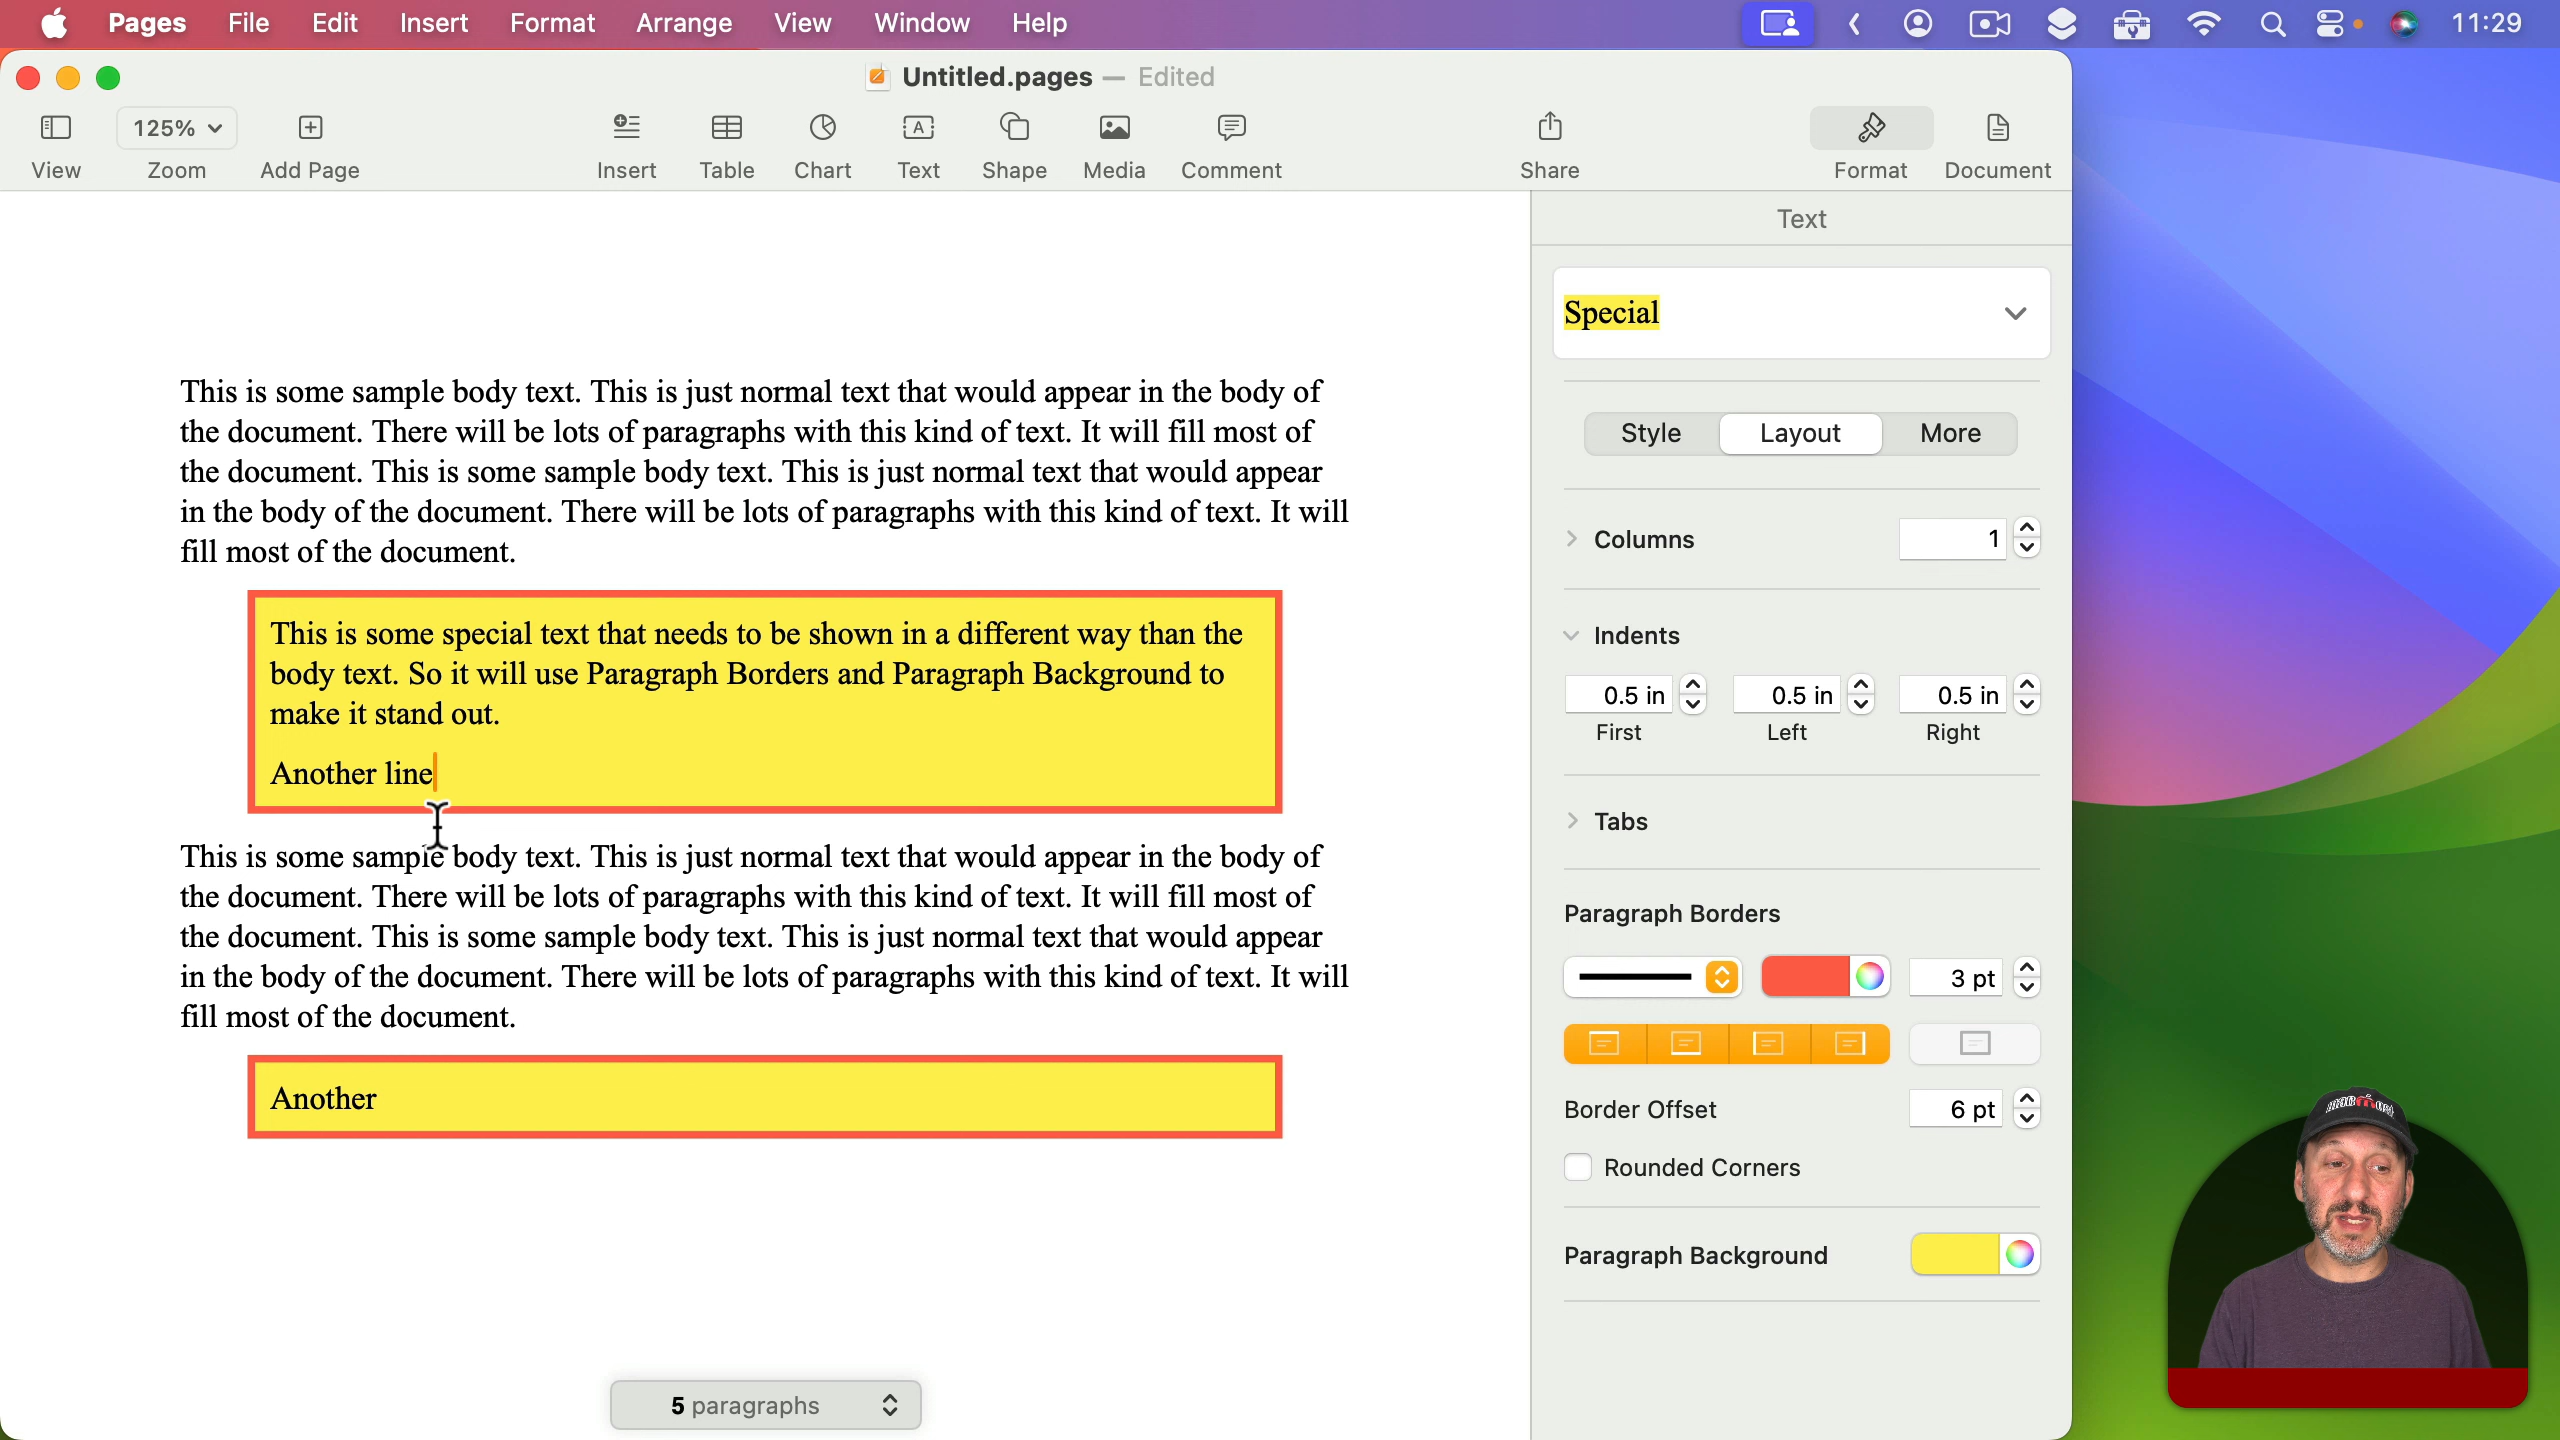 Pages File Edit Insert Format Arrange View Window Help 11:29
Untitled.pages — Edited
125%
View Zoom Add Page Insert Table Chart Text Shape Media Comment Share Format Document
Text
Special
Style Layout More
Columns 1
Indents
0.5 in 0.5 in 0.5 in
First Left Right
Tabs
Paragraph Borders
3 pt
Border Offset 6 pt
Rounded Corners
Paragraph Background
This is some sample body text. This is just normal text that would appear in the body of
the document. There will be lots of paragraphs with this kind of text. It will fill most of
the document. This is some sample body text. This is just normal text that would appear
in the body of the document. There will be lots of paragraphs with this kind of text. It will
fill most of the document.
This is some special text that needs to be shown in a different way than the
body text. So it will use Paragraph Borders and Paragraph Background to
make it stand out.
Another line
This is some sample body text. This is just normal text that would appear in the body of
the document. There will be lots of paragraphs with this kind of text. It will fill most of
the document. This is some sample body text. This is just normal text that would appear
in the body of the document. There will be lots of paragraphs with this kind of text. It will
fill most of the document.
Another
5 paragraphs